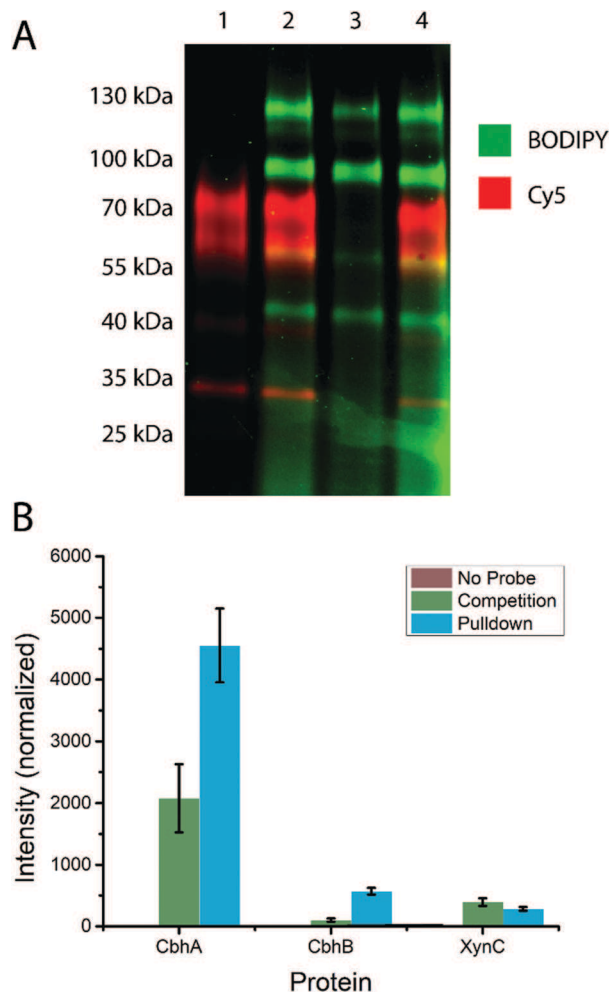 A
1 2 3 4
130 kDa
100 kDa
70 kDa
55 kDa
40 kDa
35 kDa
25 kDa
BODIPY
Cy5
B
6000
5000
4000
3000
2000
1000
0
Intensity (normalized)
No Probe
Competition
Pulldown
CbhA CbhB XynC
Protein